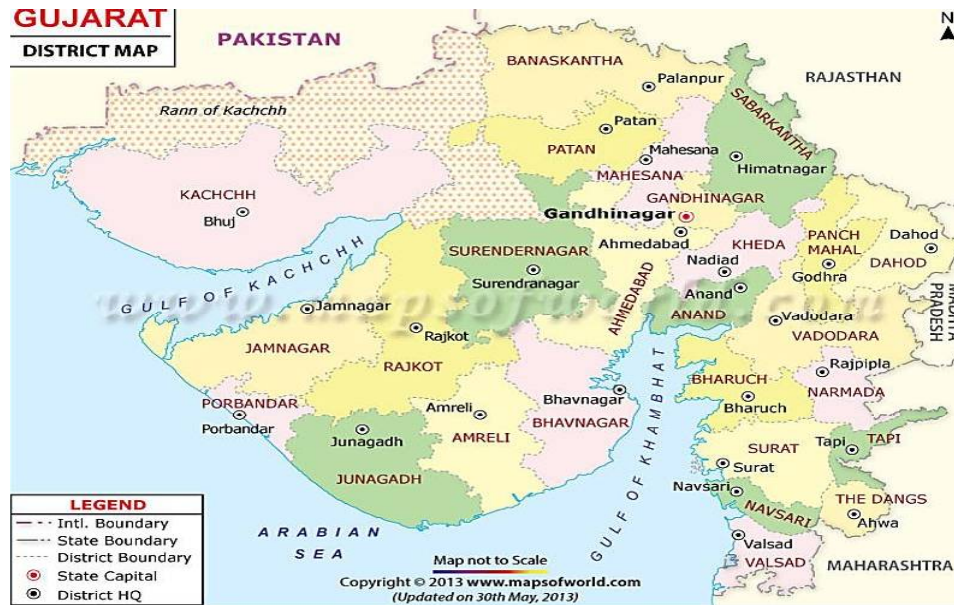 GUJARAT
DISTRICT MAP
PAKISTAN
N
RAJASTHAN
BANASKANTHA
Palanpur
Rann of Kachchh
SABARKANTHA
Patan
PATAN
Mahesana
MAHESANA
Himatnagar
KACHCHH
Bhuj
GANDHINAGAR
Gandhinagar
Ahmedabad
KHEDA
PANCH
MAHAL
Dahod
DAHOD
SURENDERNAGAR
Surendranagar
Nadiad
Godhra
GULF OF KACHCHH
AHMEDABAD
Anand
ANAND
www.mapsofworld.com
Jamnagar
JAMNAGAR
Rajkot
RAJKOT
Vadodara
VADODARA
PRADESH
Rajpipla
NARMADA
BHARUCH
Bharuch
PORBANDAR
Porbandar
Amreli
AMRELI
Bhavnagar
BHAVNAGAR
GULF OF KHAMBHAT
Junagadh
JUNAGADH
SURAT
Surat
Tapi
TAPI
Navsari
NAVSARI
THE DANGS
Ahwa
Valsad
VALSAD
MAHARASHTRA
ARABIAN
SEA
LEGEND
Intl. Boundary
State Boundary
District Boundary
State Capital
District HQ
Map not to Scale
Copyright © 2013 www.mapsofworld.com
(Updated on 30th May, 2013)